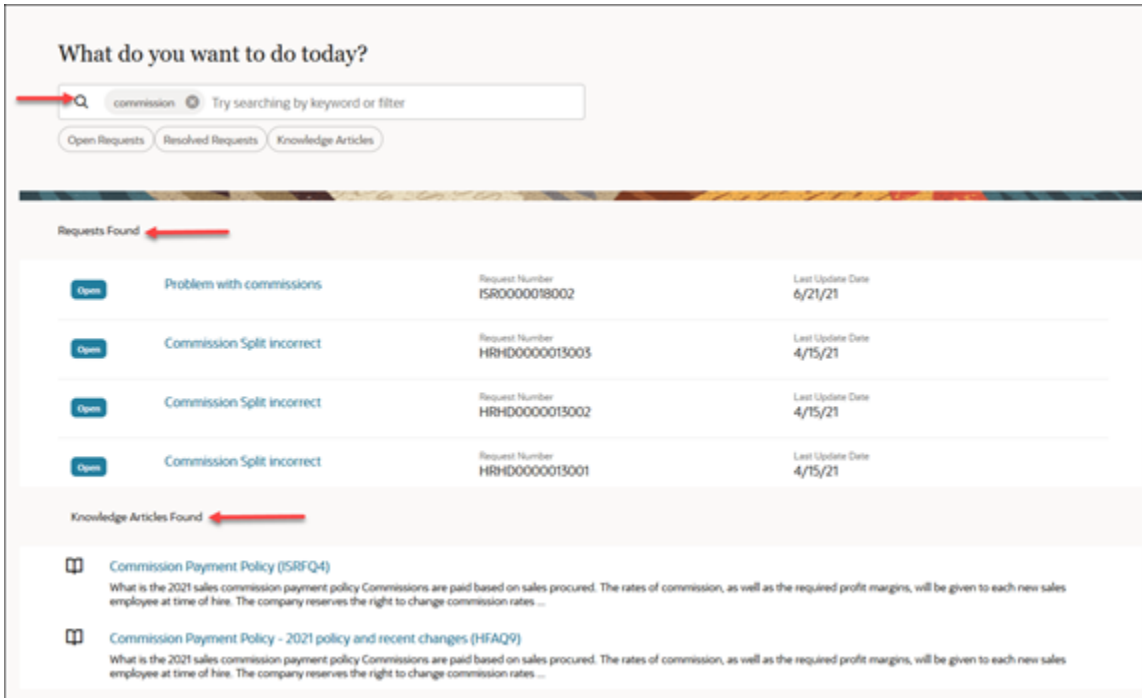 What do you want to do today?
commission Try searching by keyword or filter
Open Requests Resolved Requests Knowledge Articles
Requests Found
Open Problem with commissions Request Number Last Update Date
ISR0000018002 6/21/21
Open Commission Split incorrect Request Number Last Update Date
HRHD0000013003 4/15/21
Open Commission Split incorrect Request Number Last Update Date
HRHD0000013002 4/15/21
Open Commission Split incorrect Request Number Last Update Date
HRHD0000013001 4/15/21
Knowledge Articles Found
Commission Payment Policy (ISRFQ4)
What is the 2021 sales commission payment policy Commissions are paid based on sales procured. The rates of commission, as well as the required profit margins, will be given to each new sales
employee at time of hire. The company reserves the right to change commission rates ...
Commission Payment Policy - 2021 policy and recent changes (HFAQ9)
What is the 2021 sales commission payment policy Commissions are paid based on sales procured. The rates of commission, as well as the required profit margins, will be given to each new sales
employee at time of hire. The company reserves the right to change commission rates ...